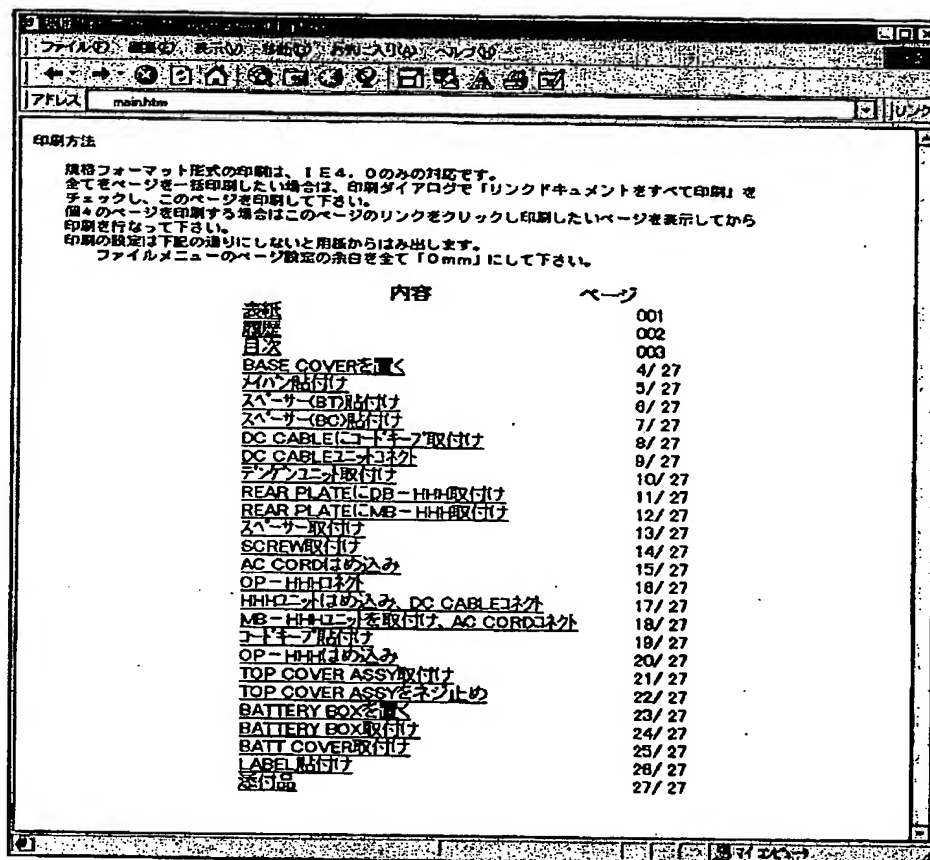 ファイル(F) 編集(E) 表示(V) 移動(G) お気に入り(A) ヘルプ(H)
アドレス main.htm リンク
印刷方法
規格フォーマット形式の印刷は、IE4.0のみの対応です。
全てをページを一括印刷したい場合は、印刷ダイアログで「リンクドキュメントをすべて印刷」を
チェックし、このページを印刷して下さい。
個々のページを印刷する場合はこのページのリンクをクリックし印刷したいページを表示してから
印刷を行なって下さい。
印刷の設定は下記の通りにしないと用紙からはみ出します。
ファイルメニューのページ設定の余白を全て「0mm」にして下さい。
内容 ページ
表紙 001
履歴 002
目次 003
BASE COVERを置く 4/ 27
メイバン貼付け 5/ 27
スペーサー(BT)貼付け 6/ 27
スペーサー(BC)貼付け 7/ 27
DC CABLEにコードキープ取付け 8/ 27
DC CABLEユニットコネクト 9/ 27
デンゲンユニット取付け 10/ 27
REAR PLATEにDB－HHH取付け 11/ 27
REAR PLATEにMB－HHH取付け 12/ 27
スペーサー取付け 13/ 27
SCREW取付け 14/ 27
AC CORDはめ込み 15/ 27
OP－HHHコネクト 16/ 27
HHHユニットはめ込み、DC CABLEコネクト 17/ 27
MB－HHHユニットを取付け、AC CORDコネクト 18/ 27
コードキープ貼付け 19/ 27
OP－HHHはめ込み 20/ 27
TOP COVER ASSY取付け 21/ 27
TOP COVER ASSYをネジ止め 22/ 27
BATTERY BOXを置く 23/ 27
BATTERY BOX取付け 24/ 27
BATT COVER取付け 25/ 27
LABEL貼付け 26/ 27
添付品 27/ 27
マイ コンピュータ